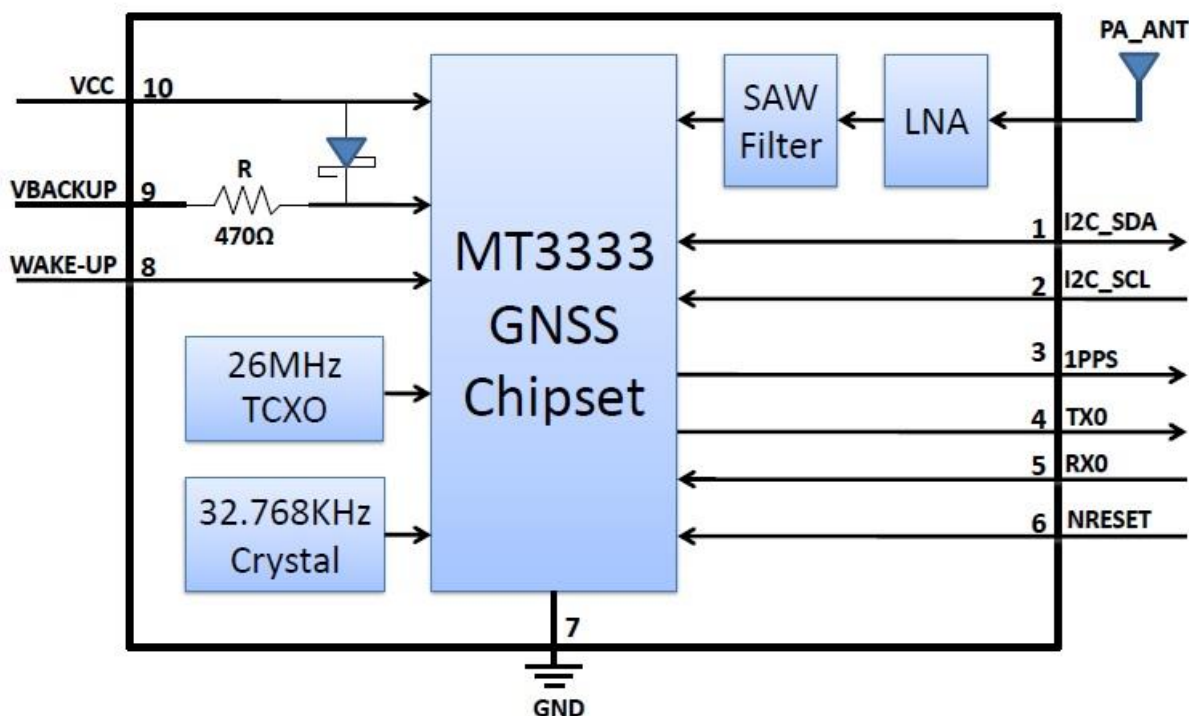 PA_ANT
VCC
10
SAW
Filter
LNA
R
VBACKUP
9
470Ω
WAKE-UP
8
MT3333
GNSS
Chipset
1
I2C_SDA
2
I2C_SCL
3
1PPS
4
TX0
5
RX0
6
NRESET
26MHz
TCXO
32.768KHz
Crystal
7
GND